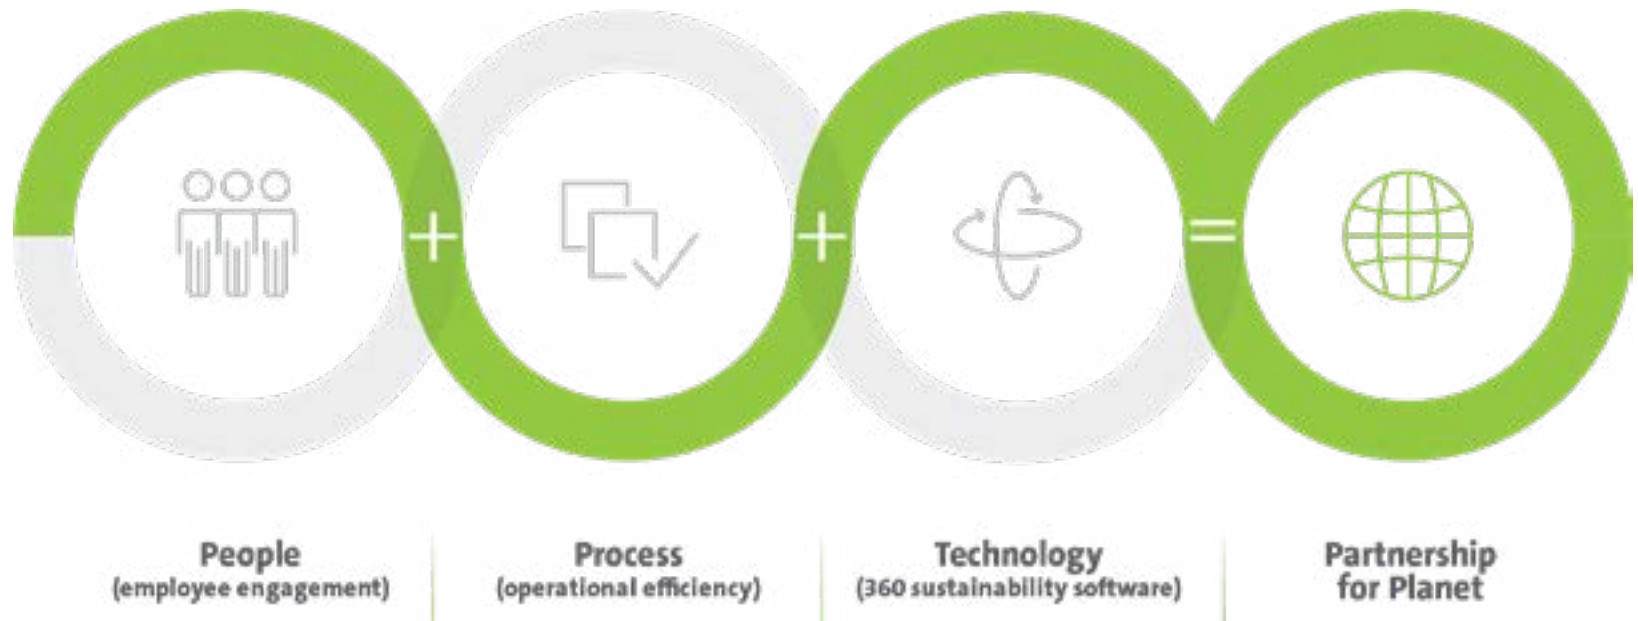 + + =
People
(employee engagement)
Process
(operational efficiency)
Technology
(360 sustainability software)
Partnership
for Planet